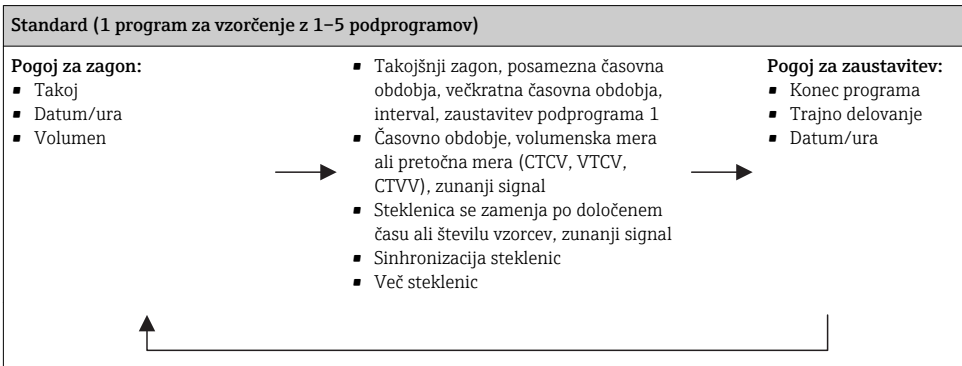 Standard (1 program za vzorčenje z 1–5 podprogramov)
Pogoj za zagon:
▪ Takoj
▪ Datum/ura
▪ Volumen
▪ Takojšnji zagon, posamezna časovna
obdobja, večkratna časovna obdobja,
interval, zaustavitev podprograma 1
▪ Časovno obdobje, volumenska mera
ali pretočna mera (CTCV, VTCV,
CTVV), zunanji signal
▪ Steklenica se zamenja po določenem
času ali številu vzorcev, zunanji signal
▪ Sinhronizacija steklenic
▪ Več steklenic
Pogoj za zaustavitev:
▪ Konec programa
▪ Trajno delovanje
▪ Datum/ura